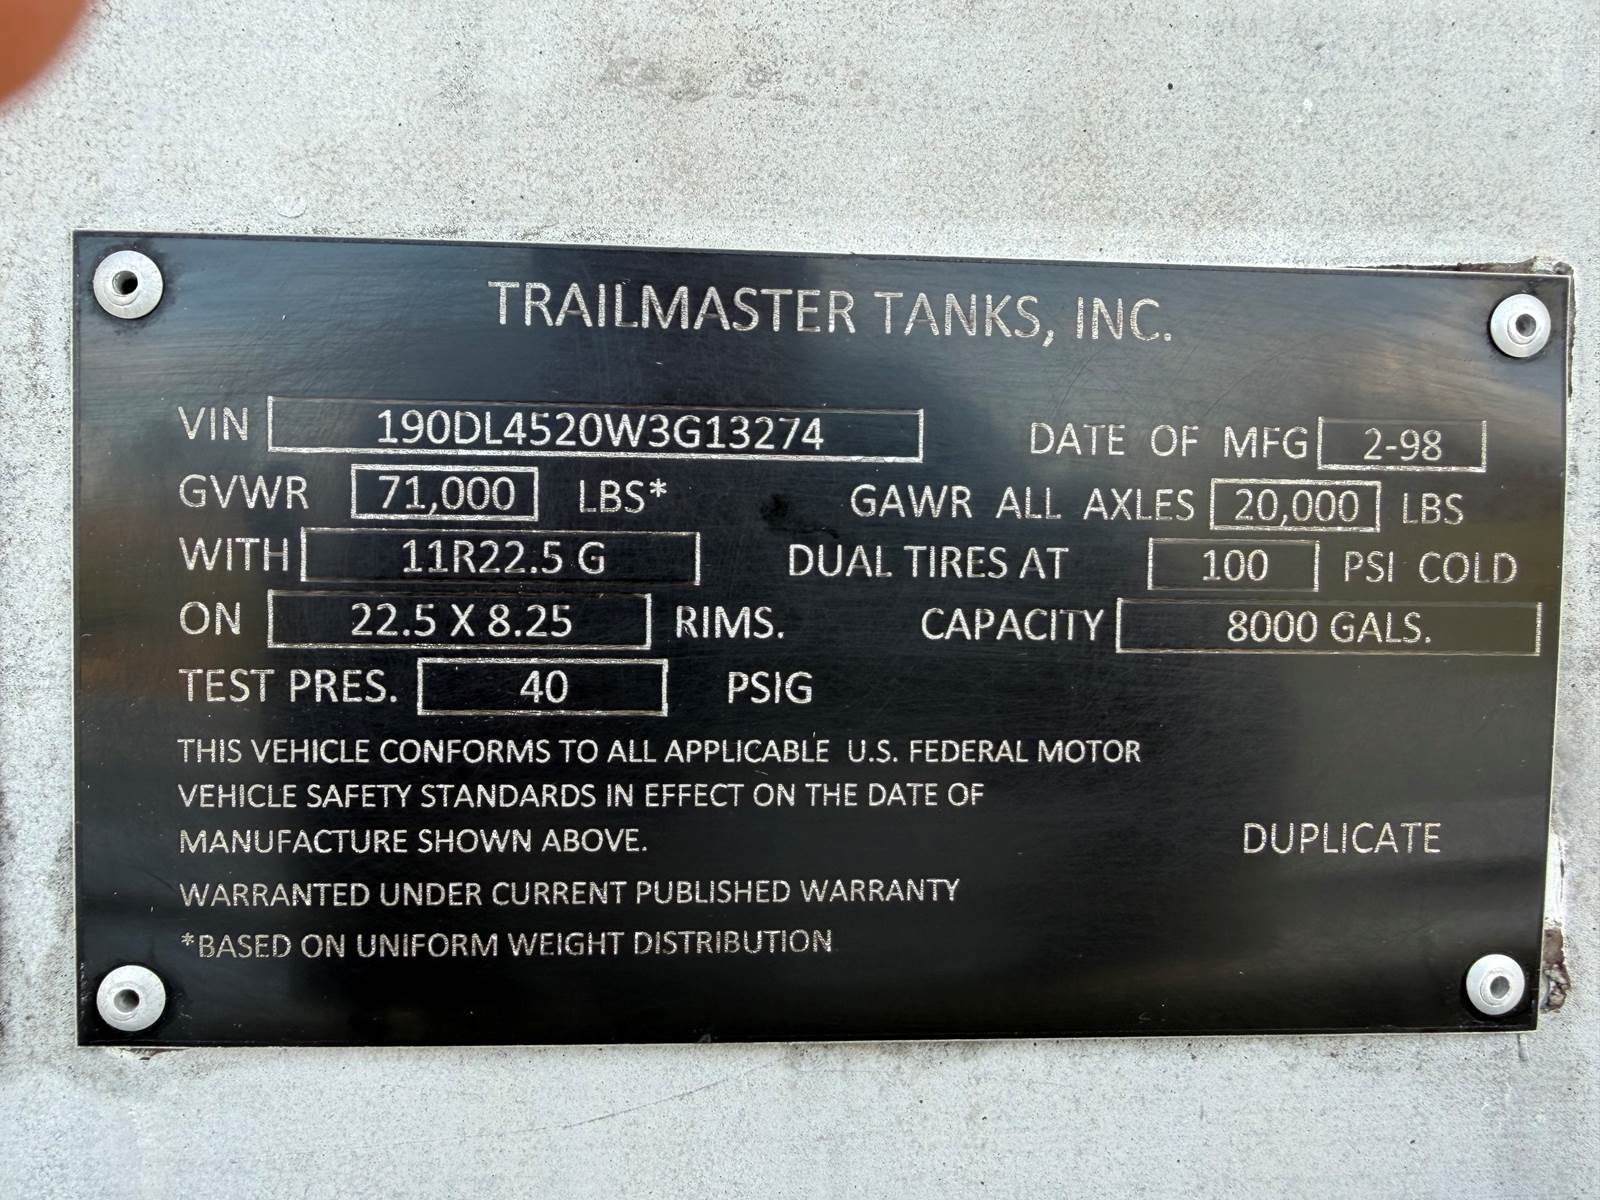 TRAILMASTER TANKS, INC.
VIN 190DL4520W3G13274 DATE OF MFG 2-98
GVWR 71,000 LBS* GAWR ALL AXLES 20,000 LBS
WITH 11R22.5 G DUAL TIRES AT 100 PSI COLD
ON 22.5 X 8.25 RIMS. CAPACITY 8000 GALS.
TEST PRES. 40 PSIG
THIS VEHICLE CONFORMS TO ALL APPLICABLE U.S. FEDERAL MOTOR
VEHICLE SAFETY STANDARDS IN EFFECT ON THE DATE OF
MANUFACTURE SHOWN ABOVE. DUPLICATE
WARRANTED UNDER CURRENT PUBLISHED WARRANTY
*BASED ON UNIFORM WEIGHT DISTRIBUTION